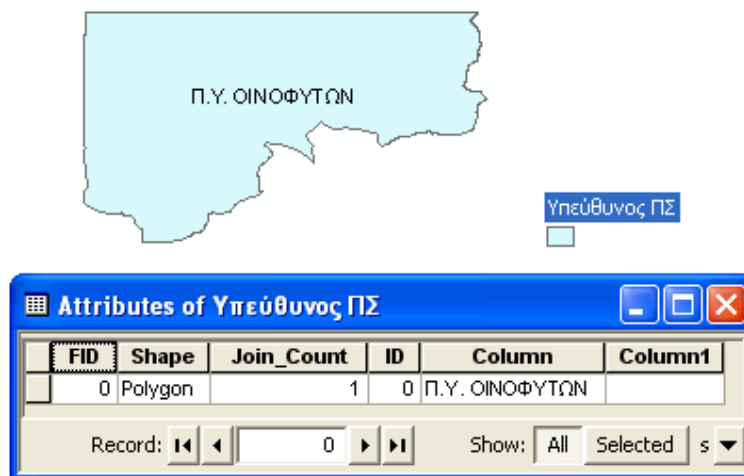 Π.Υ. ΟΙΝΟΦΥΤΩΝ
Υπεύθυνος ΠΣ
Attributes of Υπεύθυνος ΠΣ
FID Shape Join_Count ID Column Column1
0 Polygon 1 0 Π.Υ. ΟΙΝΟΦΥΤΩΝ
Record: 0 Show: All Selected s